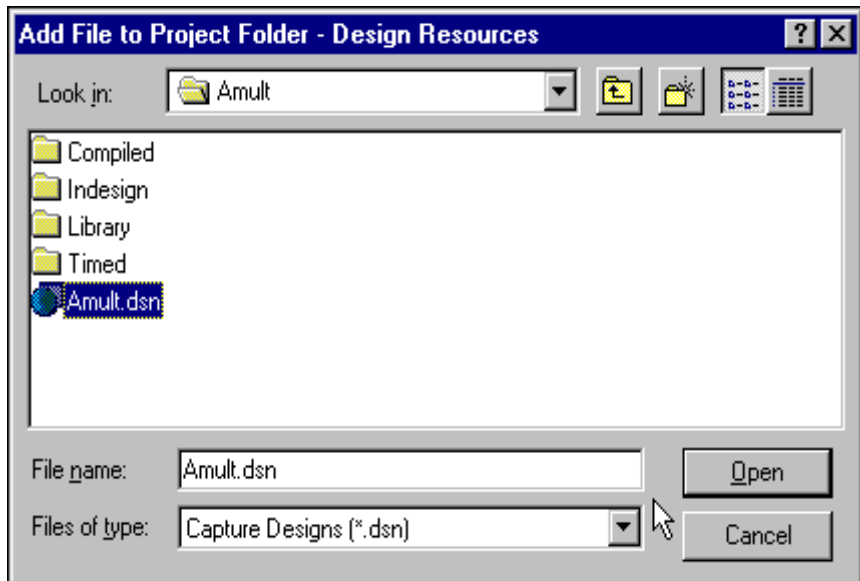 Add File to Project Folder - Design Resources
Look in: Amult
Compiled
Indesign
Library
Timed
Amult.dsn
File name: Amult.dsn Open
Files of type: Capture Designs (*.dsn) Cancel